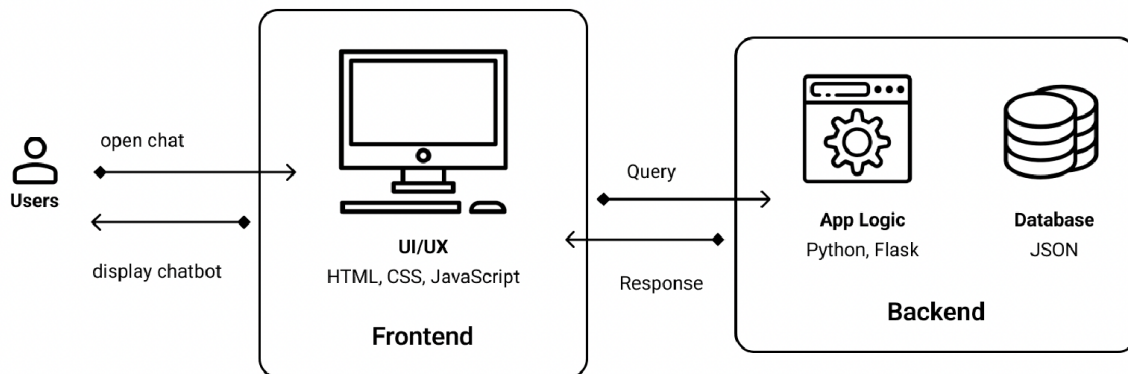 open chat
Users
display chatbot
UI/UX
HTML, CSS, JavaScript
Frontend
Query
Response
App Logic
Python, Flask
Database
JSON
Backend